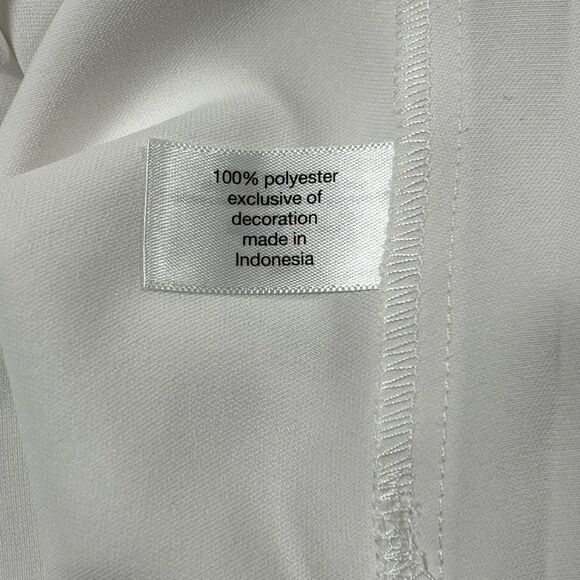 100% polyester
exclusive of
decoration
made in
Indonesia